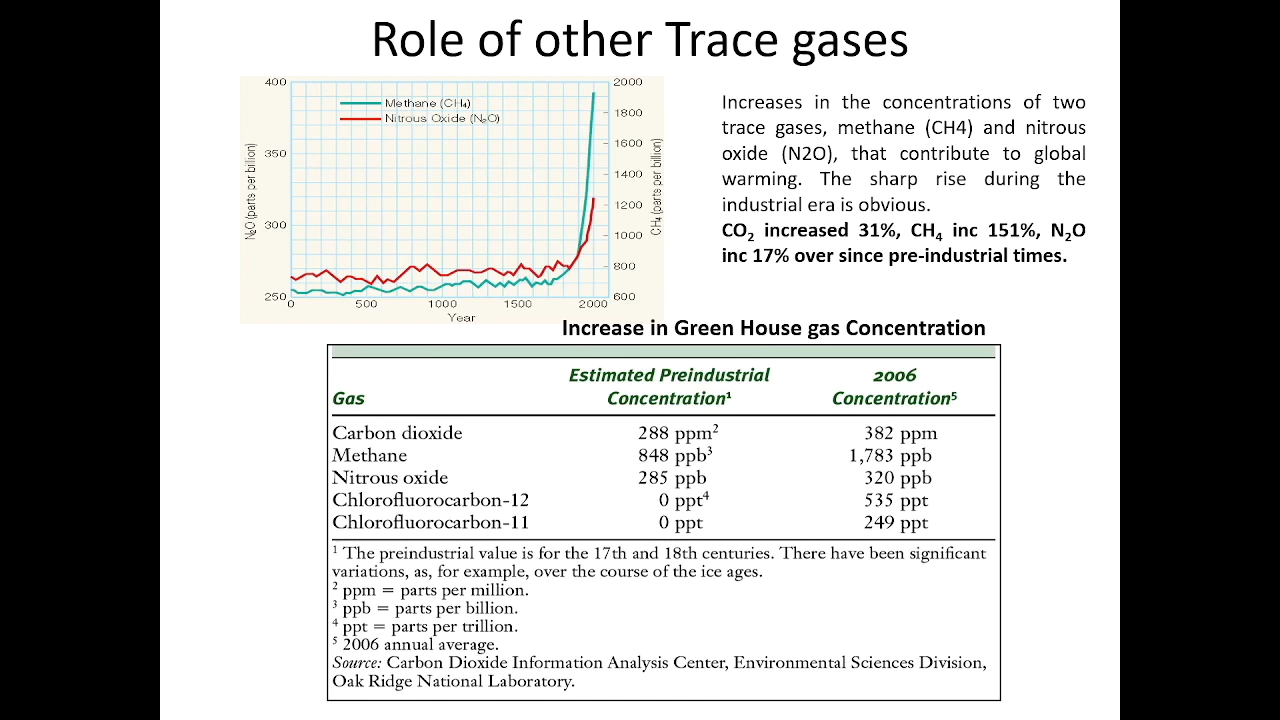 Role of other Trace gases
400
350
300
250
N₂O (parts per billion)
Methane (CH₄)
Nitrous Oxide (N₂O)
2000
1800
1600
1400
1200
1000
800
600
CH₄ (parts per billion)
0 500 1000 1500 2000
Year
Increases in the concentrations of two
trace gases, methane (CH4) and nitrous
oxide (N2O), that contribute to global
warming. The sharp rise during the
industrial era is obvious.
CO₂ increased 31%, CH₄ inc 151%, N₂O
inc 17% over since pre-industrial times.
Increase in Green House gas Concentration
Estimated Preindustrial 2006
Gas Concentration¹ Concentration⁵
Carbon dioxide 288 ppm² 382 ppm
Methane 848 ppb³ 1,783 ppb
Nitrous oxide 285 ppb 320 ppb
Chlorofluorocarbon-12 0 ppt⁴ 535 ppt
Chlorofluorocarbon-11 0 ppt 249 ppt
¹ The preindustrial value is for the 17th and 18th centuries. There have been significant
variations, as, for example, over the course of the ice ages.
² ppm = parts per million.
³ ppb = parts per billion.
⁴ ppt = parts per trillion.
⁵ 2006 annual average.
Source: Carbon Dioxide Information Analysis Center, Environmental Sciences Division,
Oak Ridge National Laboratory.